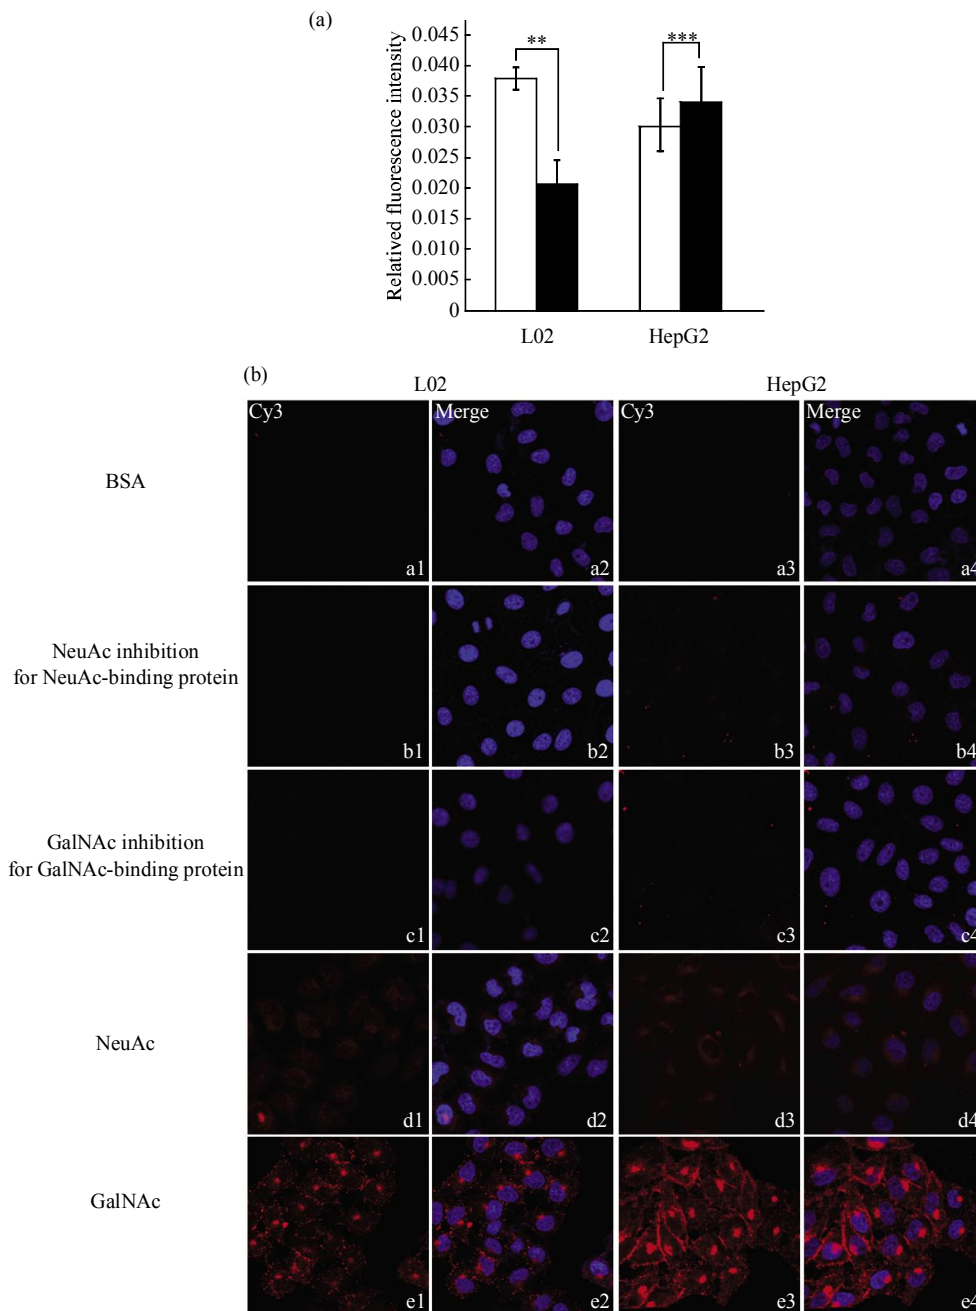 (a)
Relatived fluorescence intensity
0.045
0.040
0.035
0.030
0.025
0.020
0.015
0.010
0.005
0
**
***
L02
HepG2
(b)
L02
HepG2
Cy3
Merge
Cy3
Merge
BSA
a1
a2
a3
a4
NeuAc inhibition
for NeuAc-binding protein
b1
b2
b3
b4
GalNAc inhibition
for GalNAc-binding protein
c1
c2
c3
c4
NeuAc
d1
d2
d3
d4
GalNAc
e1
e2
e3
e4